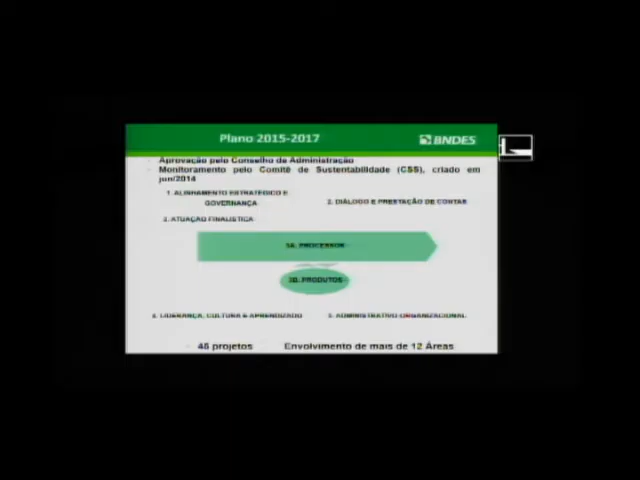 Plano 2015-2017
BNDES
Aprovação pelo Conselho de Administração
Monitoramento pelo Comitê de Sustentabilidade (CSS), criado em
jun/2014
1. ALINHAMENTO ESTRATÉGICO E
GOVERNANÇA
2. DIÁLOGO E PRESTAÇÃO DE CONTAS
3. ATUAÇÃO FINALÍSTICA
3A. PROCESSOS
3B. PRODUTOS
LIDERANÇA, CULTURA E APRENDIZADO
ADMINISTRATIVO-ORGANIZACIONAL
48 projetos Envolvimento de mais de 12 Áreas